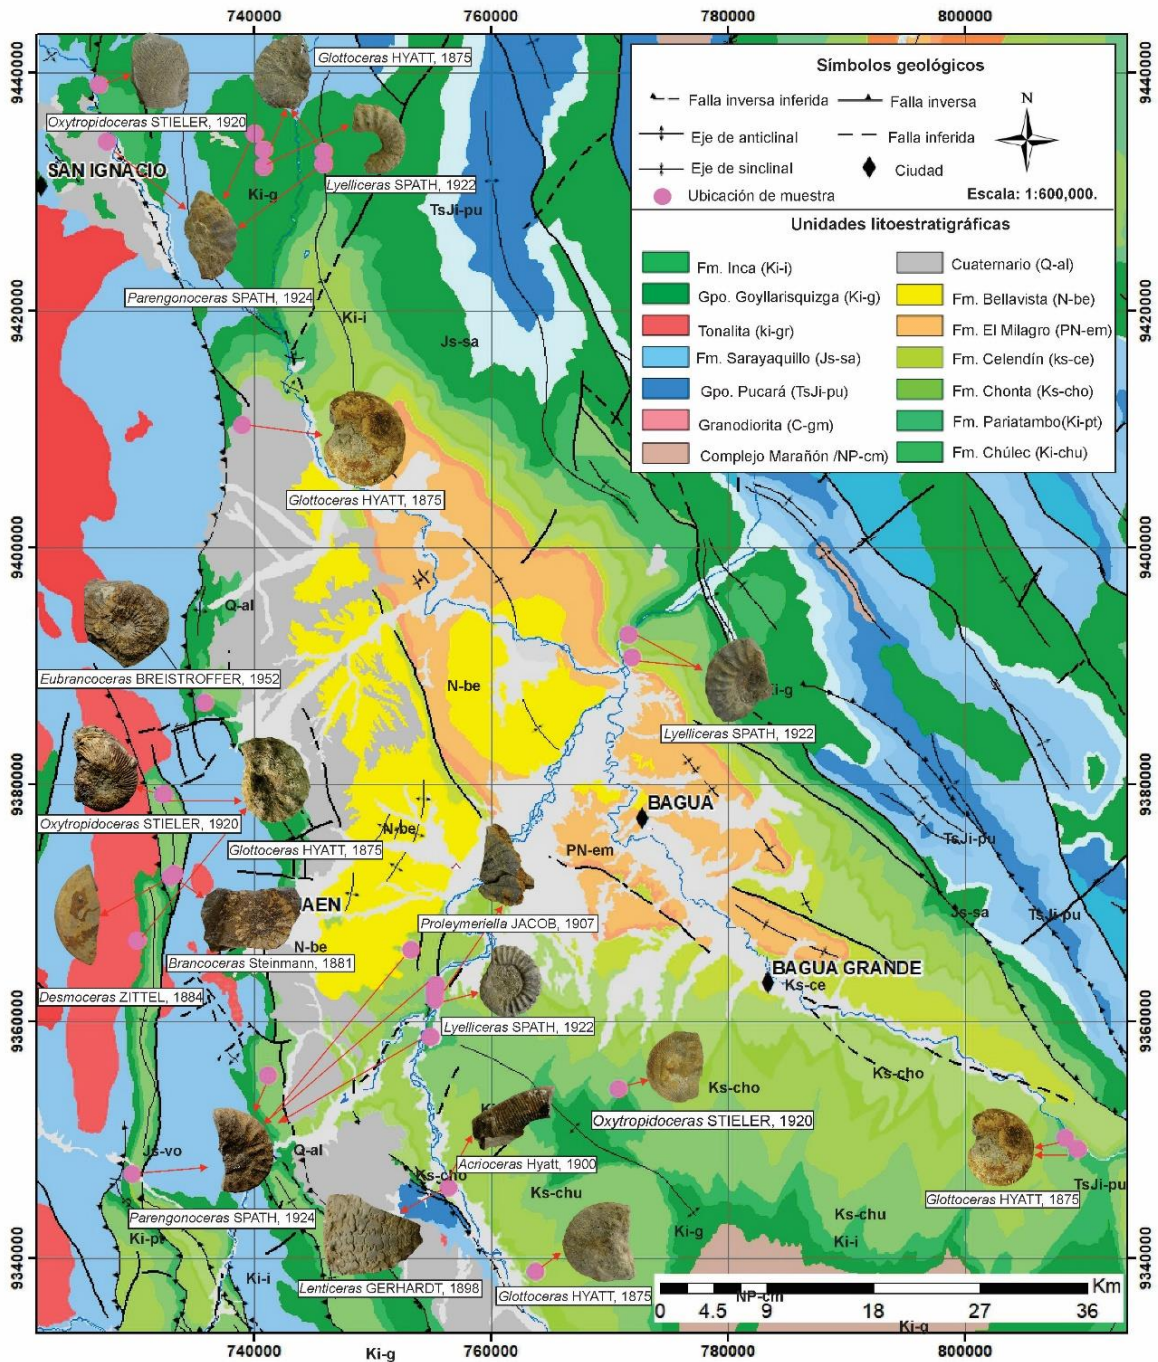 740000
760000
780000
800000
9440000
9420000
9400000
9380000
9360000
9340000
9440000
9420000
9400000
9380000
9360000
9340000
740000
760000
780000
800000
Símbolos geológicos
Falla inversa inferida
Falla inversa
Eje de anticlinal
Falla inferida
Eje de sinclinal
Ciudad
Ubicación de muestra
N
Escala: 1:600,000.
Unidades litoestratigráficas
Fm. Inca (Ki-i)
Gpo. Goyllarisquizga (Ki-g)
Tonalita (ki-gr)
Fm. Sarayaquillo (Js-sa)
Gpo. Pucará (TsJi-pu)
Granodiorita (C-gm)
Complejo Marañón /NP-cm)
Cuaternario (Q-al)
Fm. Bellavista (N-be)
Fm. El Milagro (PN-em)
Fm. Celendín (ks-ce)
Fm. Chonta (Ks-cho)
Fm. Pariatambo(Ki-pt)
Fm. Chúlec (Ki-chu)
Glottoceras HYATT, 1875
Oxytropidoceras STIELER, 1920
SAN IGNACIO
Lyelliceras SPATH, 1922
Ki-g
TsJi-pu
Parengonoceras SPATH, 1924
Ki-i
Js-sa
Glottoceras HYATT, 1875
Q-al
Eubrancoceras BREISTROFFER, 1952
N-be
Ki-g
Lyelliceras SPATH, 1922
Oxytropidoceras STIELER, 1920
Glottoceras HYATT, 1875
N-be
BAGUA
PN-em
TsJi-pu
AEN
N-be
Proleymeriella JACOB, 1907
Js-sa
TsJi-pu
Brancoceras Steinmann, 1881
BAGUA GRANDE
Ks-ce
Desmoceras ZITTEL, 1884
Lyelliceras SPATH, 1922
Ks-cho
Ks-cho
Oxytropidoceras STIELER, 1920
Js-vo
Q-al
Acrioceras Hyatt, 1900
Ks-cho
Ks-chu
TsJi-pu
Glottoceras HYATT, 1875
Parengonoceras SPATH, 1924
Ki-pt
Ki-g
Ks-chu
Ki-i
Ki-i
Lenticeras GERHARDT, 1898
Glottoceras HYATT, 1875
Km
NP-cm
0 4.5 9 18 27 36
Ki-g
Ki-g